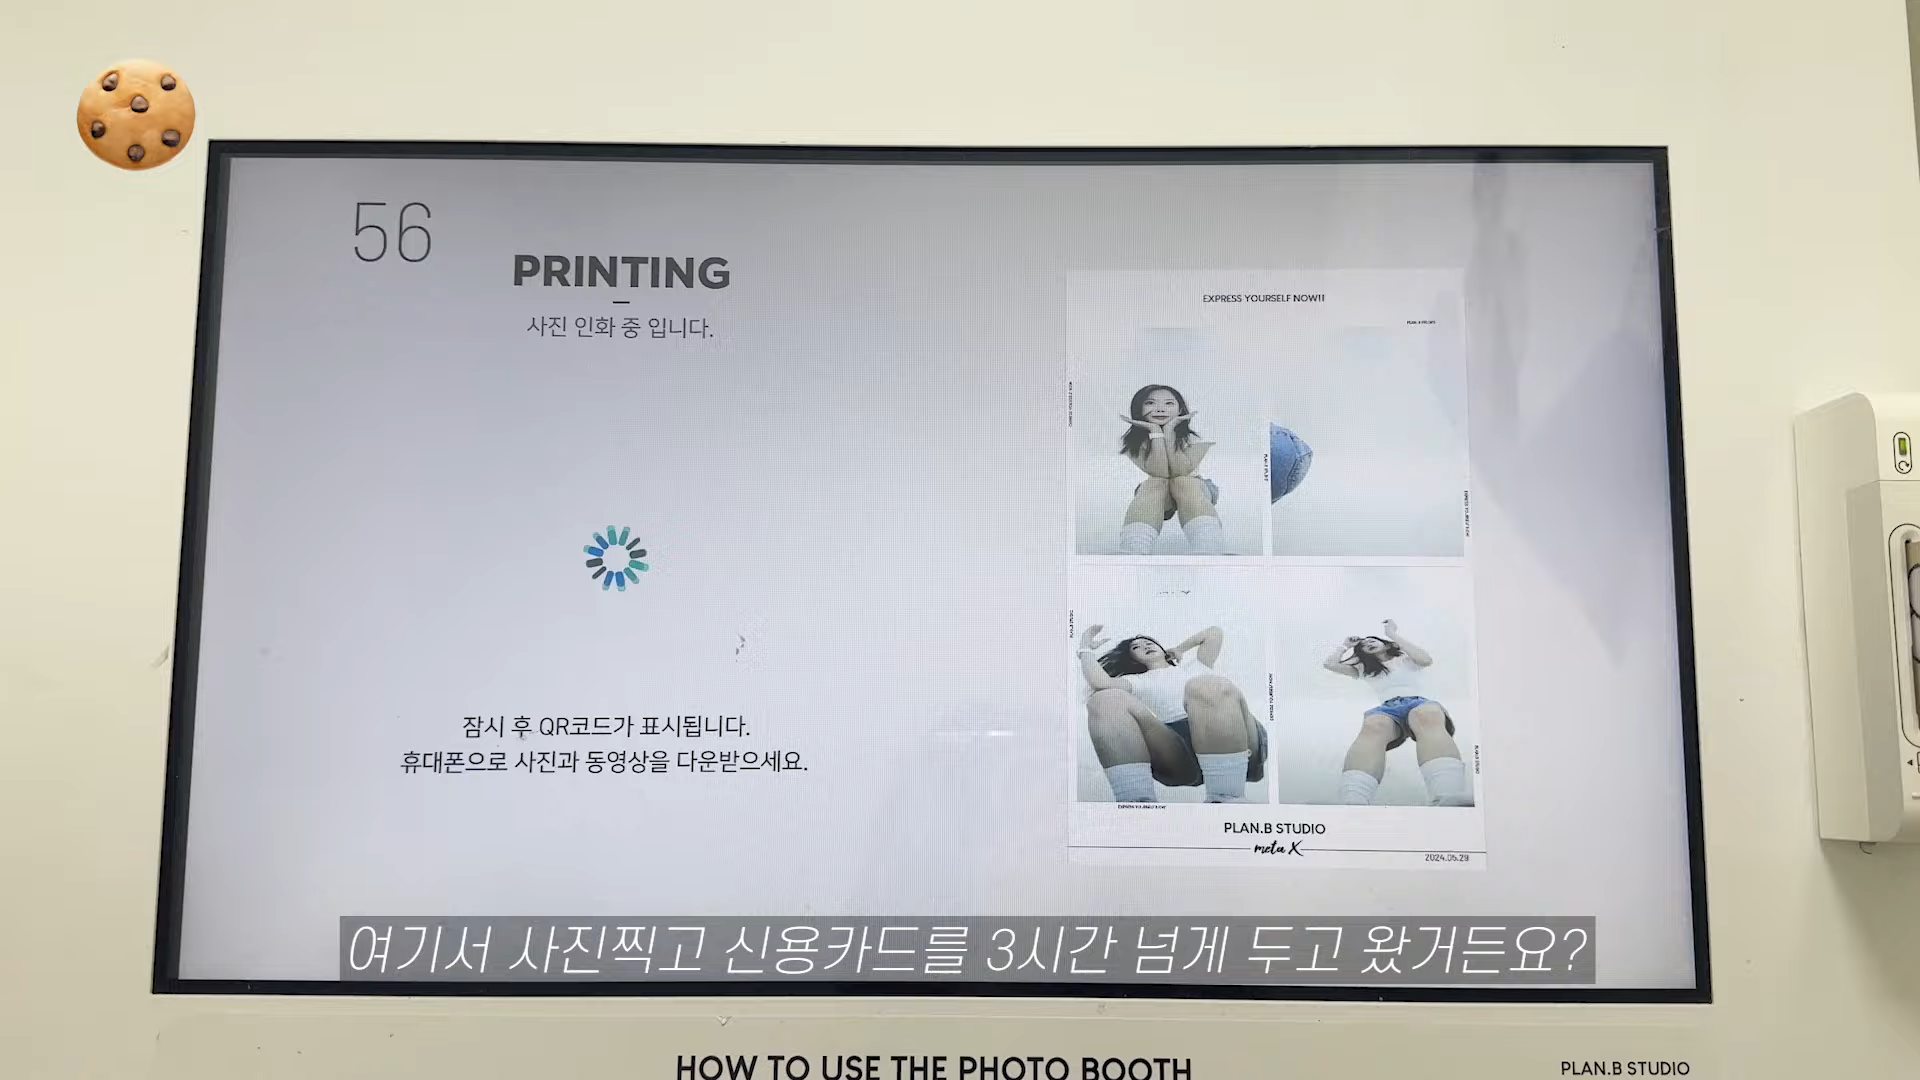 56
PRINTING
사진 인화 중 입니다.
잠시 후 QR코드가 표시됩니다.
휴대폰으로 사진과 동영상을 다운받으세요.
EXPRESS YOURSELF NOW!!
PLAN.B STUDIO
meta X
2024.05.29
여기서 사진찍고 신용카드를 3시간 넘게 두고 왔거든요?
HOW TO USE THE PHOTO BOOTH
PLAN.B STUDIO